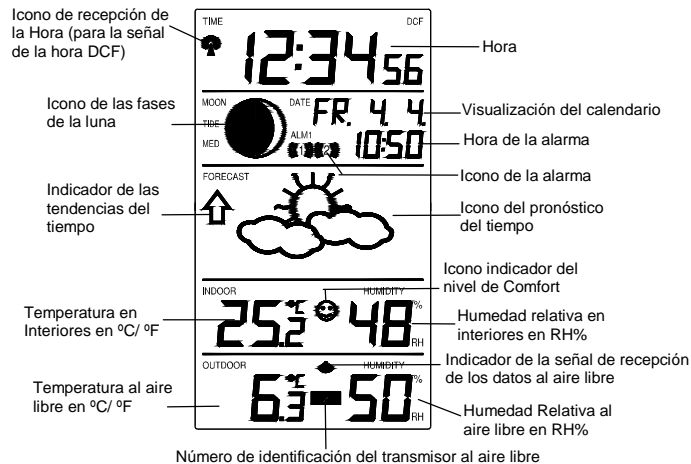 Icono de recepción de
la Hora (para la señal
de la hora DCF)
TIME
DCF
12:34 56
Hora
Icono de las fases
de la luna
MOON
TIDE
MED
DATE
FR. 4. 4.
Visualización del calendario
ALM1
(1) (2)
10:50
Hora de la alarma
Icono de la alarma
Indicador de las
tendencias del
tiempo
FORECAST
Icono del pronóstico
del tiempo
Icono indicador del
nivel de Comfort
Temperatura en
Interiores en ºC/ ºF
INDOOR
HUMIDITY
25.2 °C
48 % RH
Humedad relativa en
interiores en RH%
Indicador de la señal de recepción
de los datos al aire libre
Temperatura al aire
libre en ºC/ ºF
OUTDOOR
HUMIDITY
6.3 °C
50 % RH
Humedad Relativa al
aire libre en RH%
Número de identificación del transmisor al aire libre